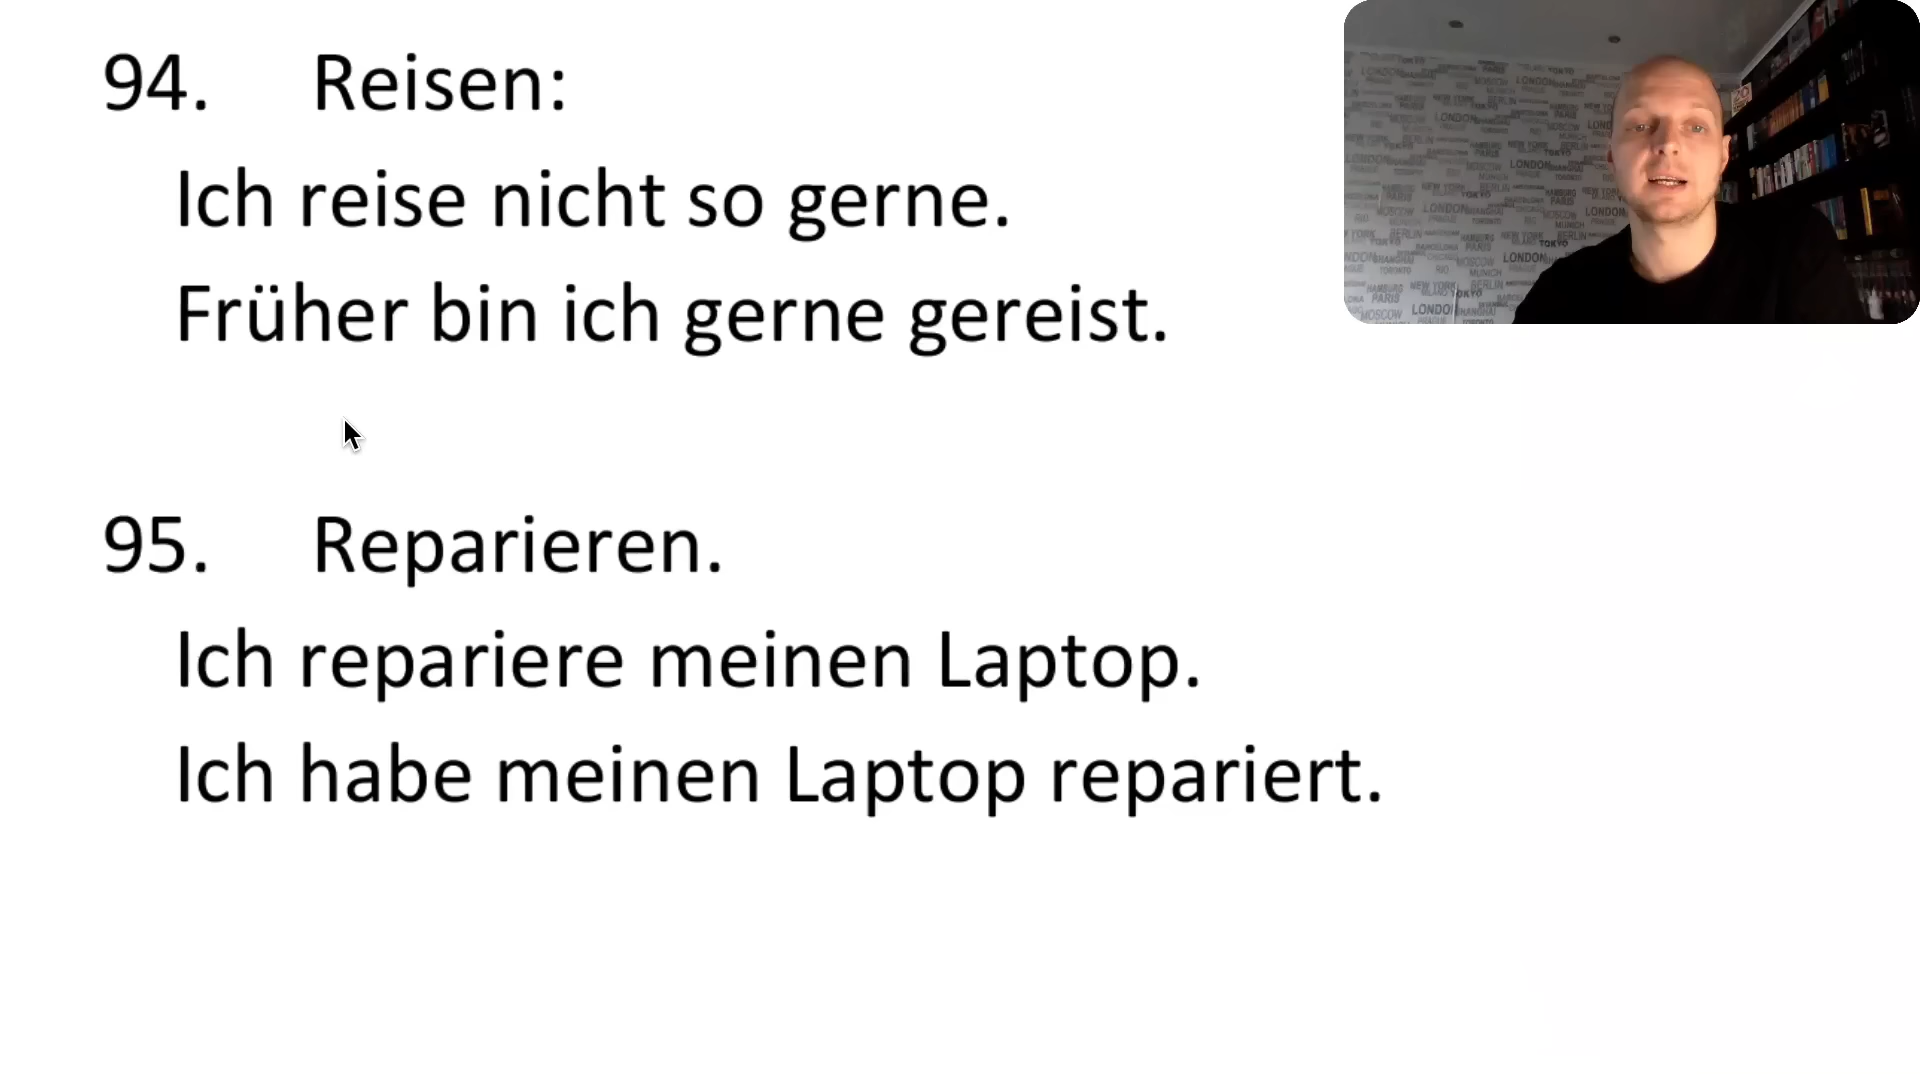 94. Reisen:
Ich reise nicht so gerne.
Früher bin ich gerne gereist.
95. Reparieren.
Ich repariere meinen Laptop.
Ich habe meinen Laptop repariert.